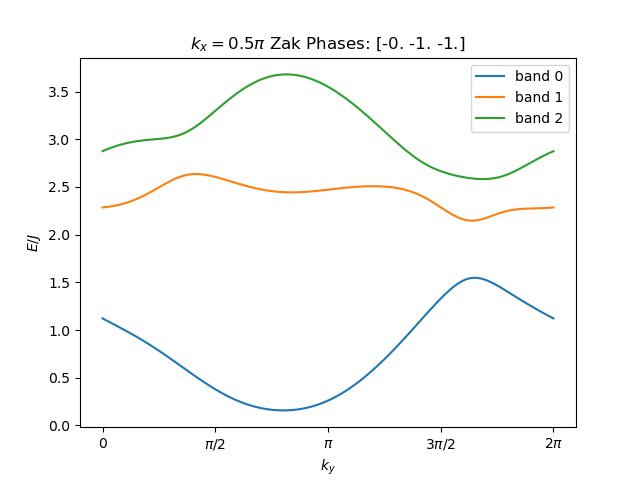 k_x = 0.5π Zak Phases: [-0. -1. -1.]
band 0
band 1
band 2
3.5
3.0
2.5
2.0
1.5
1.0
0.5
0.0
E/J
0 π/2 π 3π/2 2π
k_y